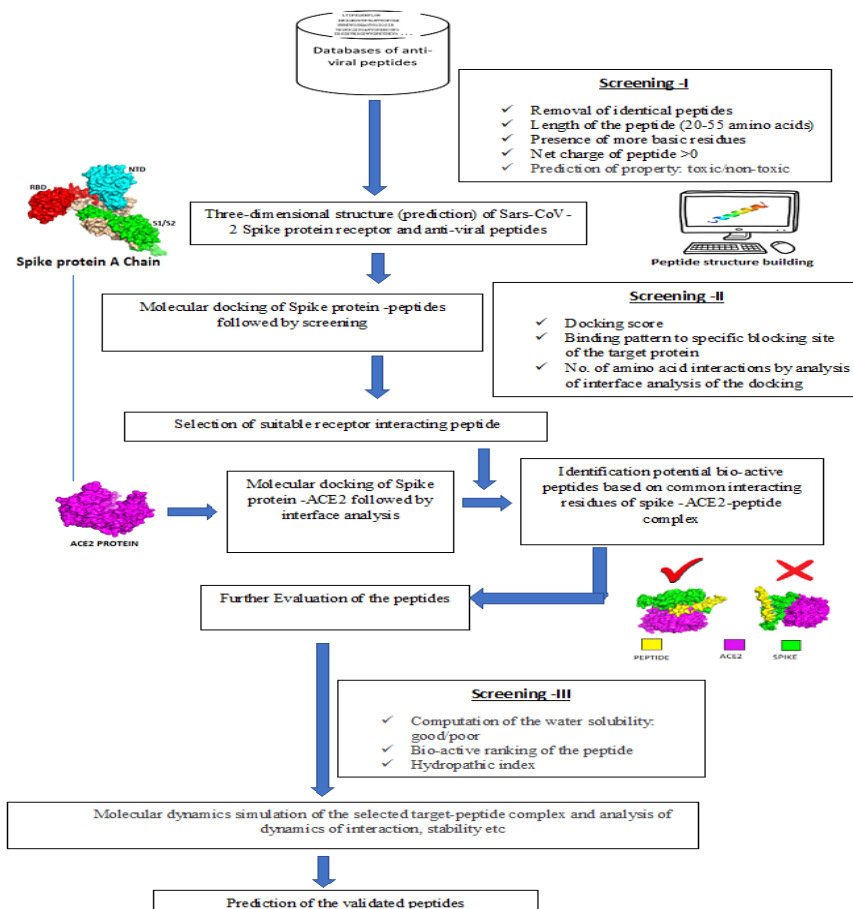 Databases of anti-
viral peptides
Screening -I
✓ Removal of identical peptides
✓ Length of the peptide (20-55 amino acids)
✓ Presence of more basic residues
✓ Net charge of peptide >0
✓ Prediction of property: toxic/non-toxic
NTD
RBD
S1/S2
Spike protein A Chain
Three-dimensional structure (prediction) of Sars-CoV -
2 Spike protein receptor and anti-viral peptides
Peptide structure building
Molecular docking of Spike protein -peptides
followed by screening
Screening -II
✓ Docking score
✓ Binding pattern to specific blocking site
of the target protein
✓ No. of amino acid interactions by analysis
of interface analysis of the docking
Selection of suitable receptor interacting peptide
ACE2 PROTEIN
Molecular docking of Spike
protein -ACE2 followed by
interface analysis
Identification potential bio-active
peptides based on common interacting
residues of spike -ACE2-peptide
complex
Further Evaluation of the peptides
PEPTIDE ACE2 SPIKE
Screening -III
✓ Computation of the water solubility:
good/poor
✓ Bio-active ranking of the peptide
✓ Hydropathic index
Molecular dynamics simulation of the selected target-peptide complex and analysis of
dynamics of interaction, stability etc
Prediction of the validated peptides